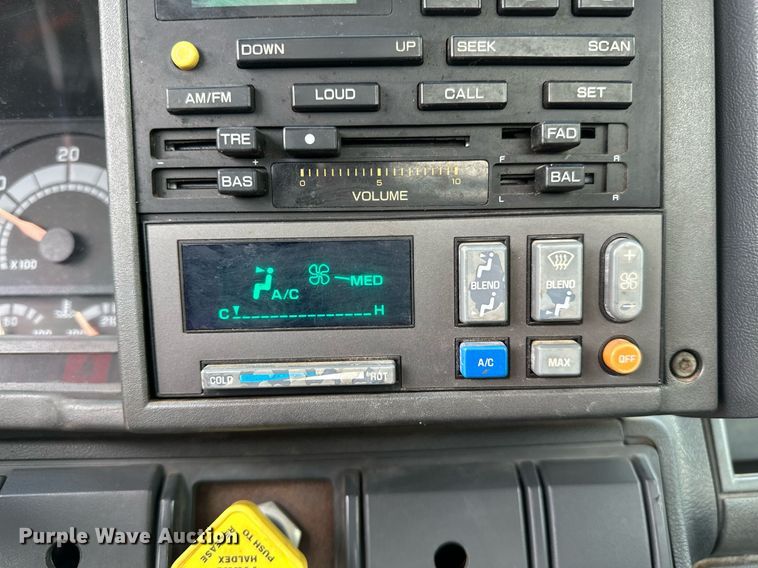 DOWN UP SEEK SCAN
AM/FM LOUD CALL SET
TRE FAD
- + F R
BAS BAL
0 5 10
VOLUME L R
20
X100
MED
A/C
C H
BLEND BLEND + -
A/C MAX OFF
COLD HOT
Purple Wave Auction
PUSH TO
RELEASE
HALDEX